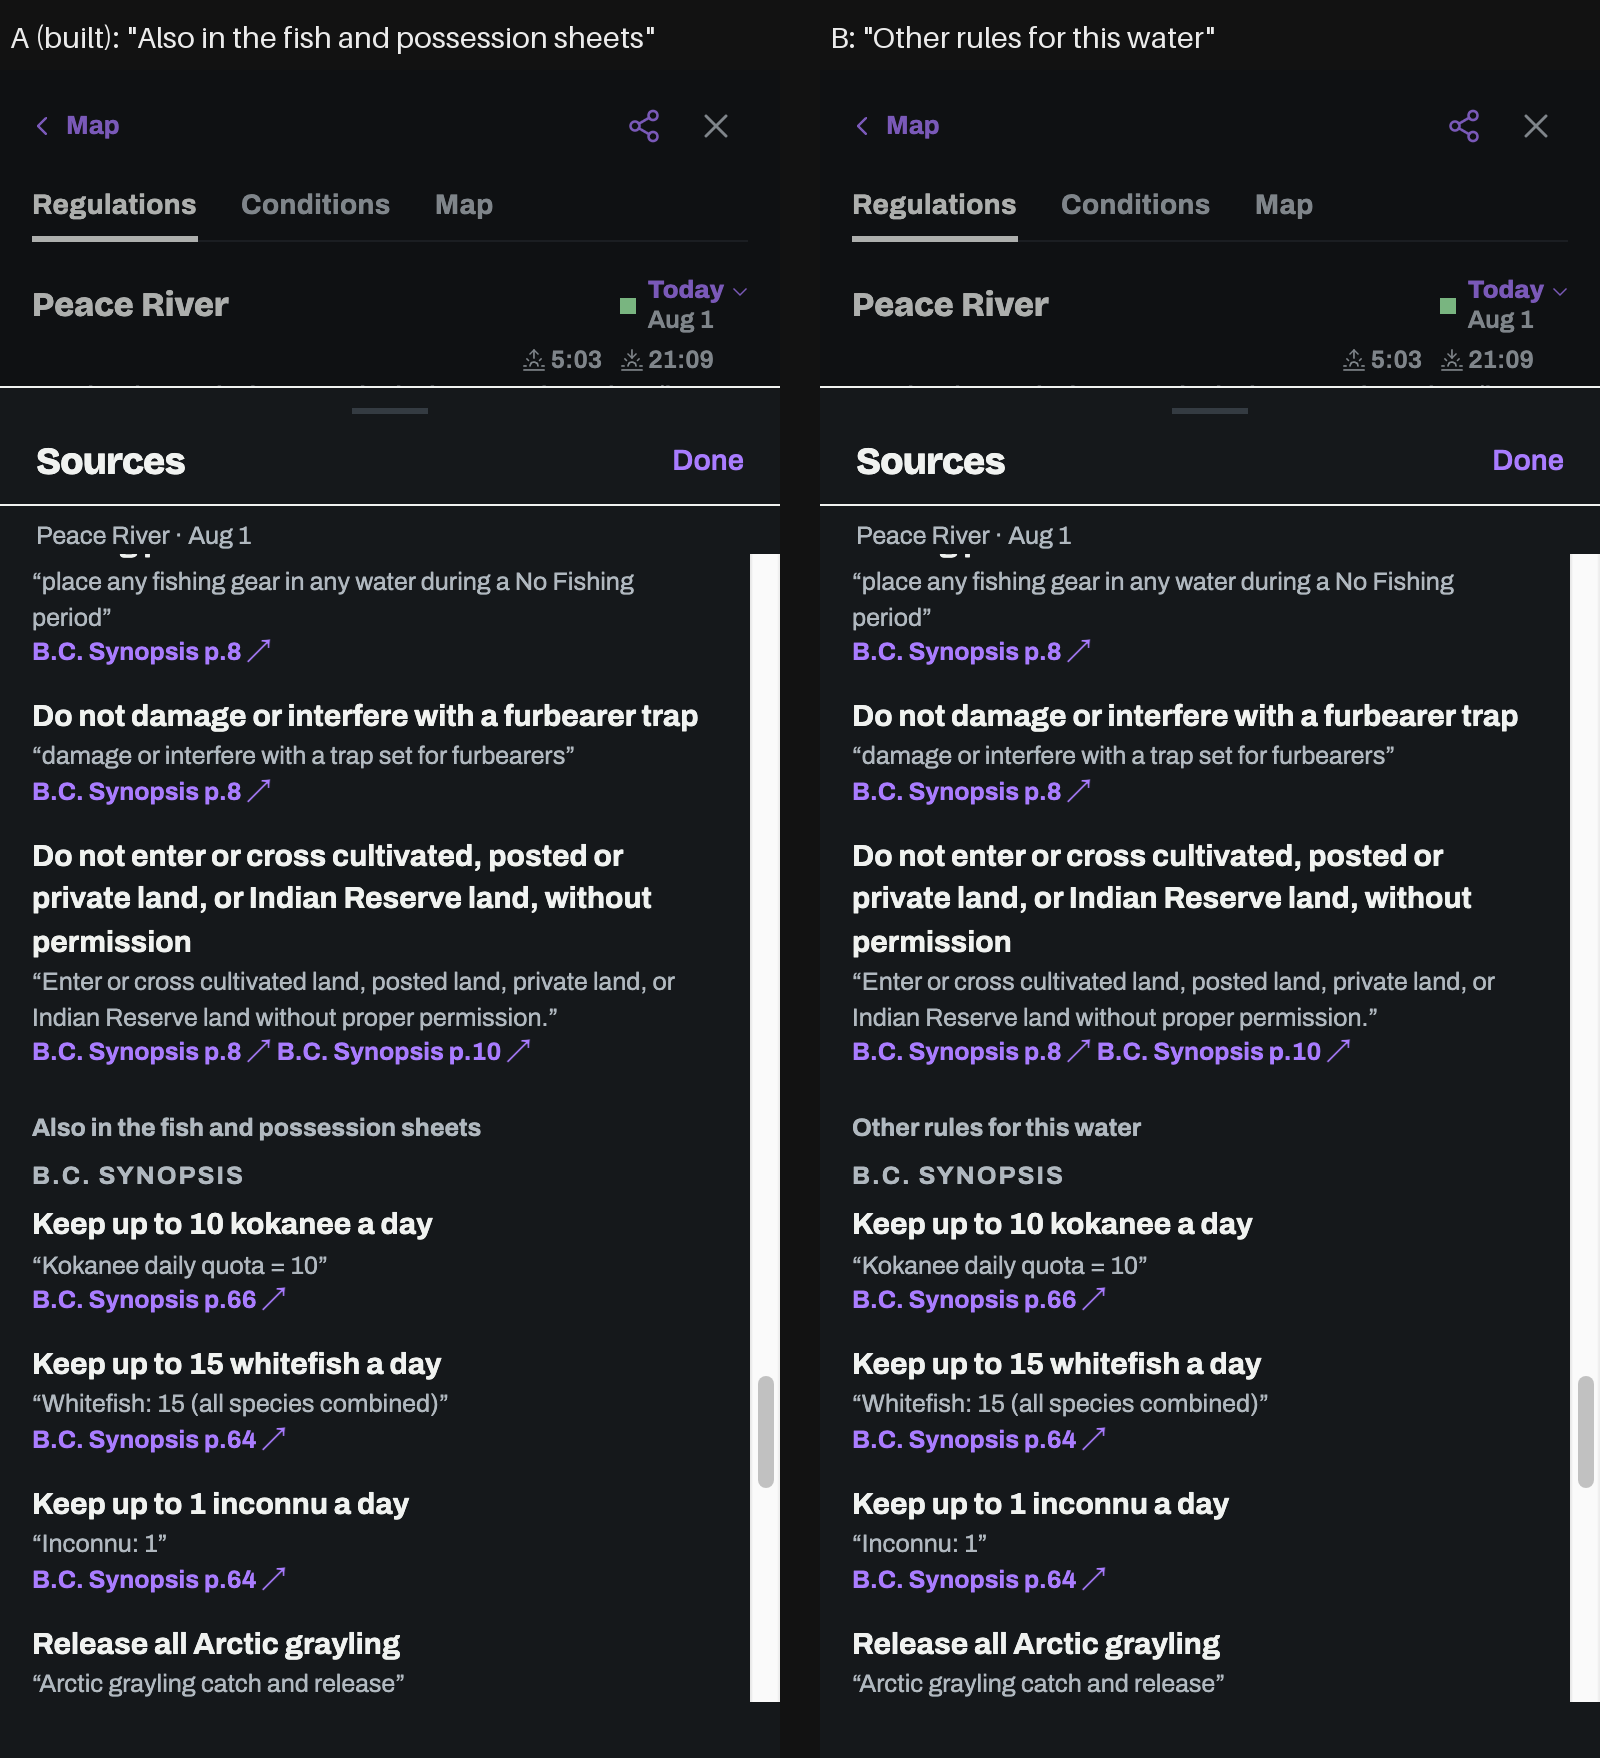 A (built): "Also in the fish and possession sheets"
Map
Regulations Conditions Map
Peace River
Today
Aug 1
5:03 21:09
Sources Done
Peace River · Aug 1
“place any fishing gear in any water during a No Fishing
period”
B.C. Synopsis p.8
Do not damage or interfere with a furbearer trap
“damage or interfere with a trap set for furbearers”
B.C. Synopsis p.8
Do not enter or cross cultivated, posted or
private land, or Indian Reserve land, without
permission
“Enter or cross cultivated land, posted land, private land, or
Indian Reserve land without proper permission.”
B.C. Synopsis p.8 B.C. Synopsis p.10
Also in the fish and possession sheets
B.C. SYNOPSIS
Keep up to 10 kokanee a day
“Kokanee daily quota = 10”
B.C. Synopsis p.66
Keep up to 15 whitefish a day
“Whitefish: 15 (all species combined)”
B.C. Synopsis p.64
Keep up to 1 inconnu a day
“Inconnu: 1”
B.C. Synopsis p.64
Release all Arctic grayling
“Arctic grayling catch and release”
B: "Other rules for this water"
Map
Regulations Conditions Map
Peace River
Today
Aug 1
5:03 21:09
Sources Done
Peace River · Aug 1
“place any fishing gear in any water during a No Fishing
period”
B.C. Synopsis p.8
Do not damage or interfere with a furbearer trap
“damage or interfere with a trap set for furbearers”
B.C. Synopsis p.8
Do not enter or cross cultivated, posted or
private land, or Indian Reserve land, without
permission
“Enter or cross cultivated land, posted land, private land, or
Indian Reserve land without proper permission.”
B.C. Synopsis p.8 B.C. Synopsis p.10
Other rules for this water
B.C. SYNOPSIS
Keep up to 10 kokanee a day
“Kokanee daily quota = 10”
B.C. Synopsis p.66
Keep up to 15 whitefish a day
“Whitefish: 15 (all species combined)”
B.C. Synopsis p.64
Keep up to 1 inconnu a day
“Inconnu: 1”
B.C. Synopsis p.64
Release all Arctic grayling
“Arctic grayling catch and release”